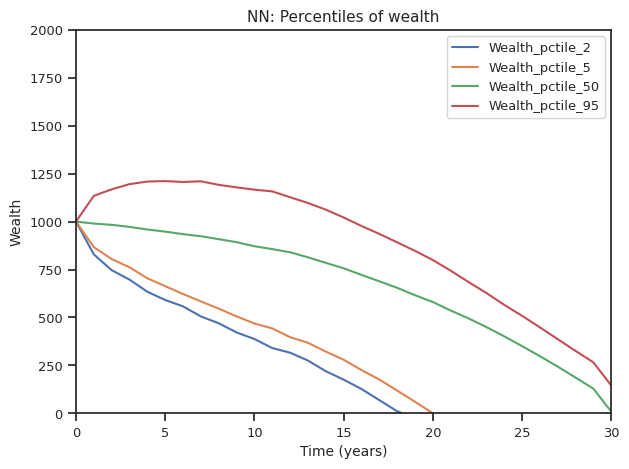 NN: Percentiles of wealth
2000
1750
1500
1250
1000
750
500
250
0
Wealth
Wealth_pctile_2
Wealth_pctile_5
Wealth_pctile_50
Wealth_pctile_95
0 5 10 15 20 25 30
Time (years)